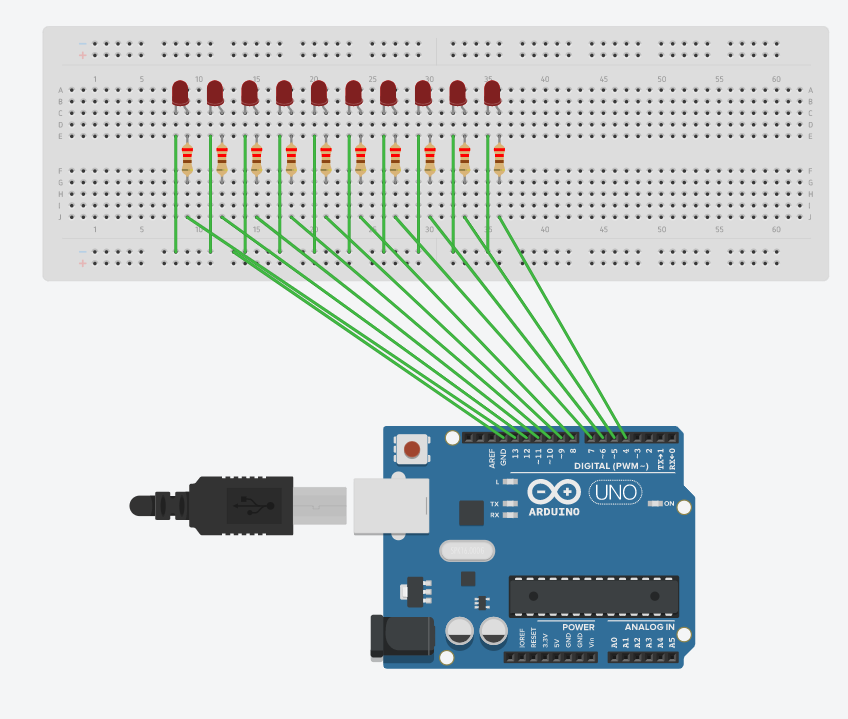 - -
+ +
1 5 10 15 20 25 30 35 40 45 50 55 60
A A
B B
C C
D D
E E
F F
G G
H H
I I
J J
1 5 10 15 20 25 30 35 40 45 50 55 60
- -
+ +
AREF GND 13 12 ~11 ~10 ~9 8 7 ~6 ~5 4 ~3 2 TX→1 RX←0
DIGITAL (PWM~)
L
TX
RX
UNO
ON
ARDUINO
POWER ANALOG IN
IOREF RESET 3.3V 5V GND GND Vin A0 A1 A2 A3 A4 A5